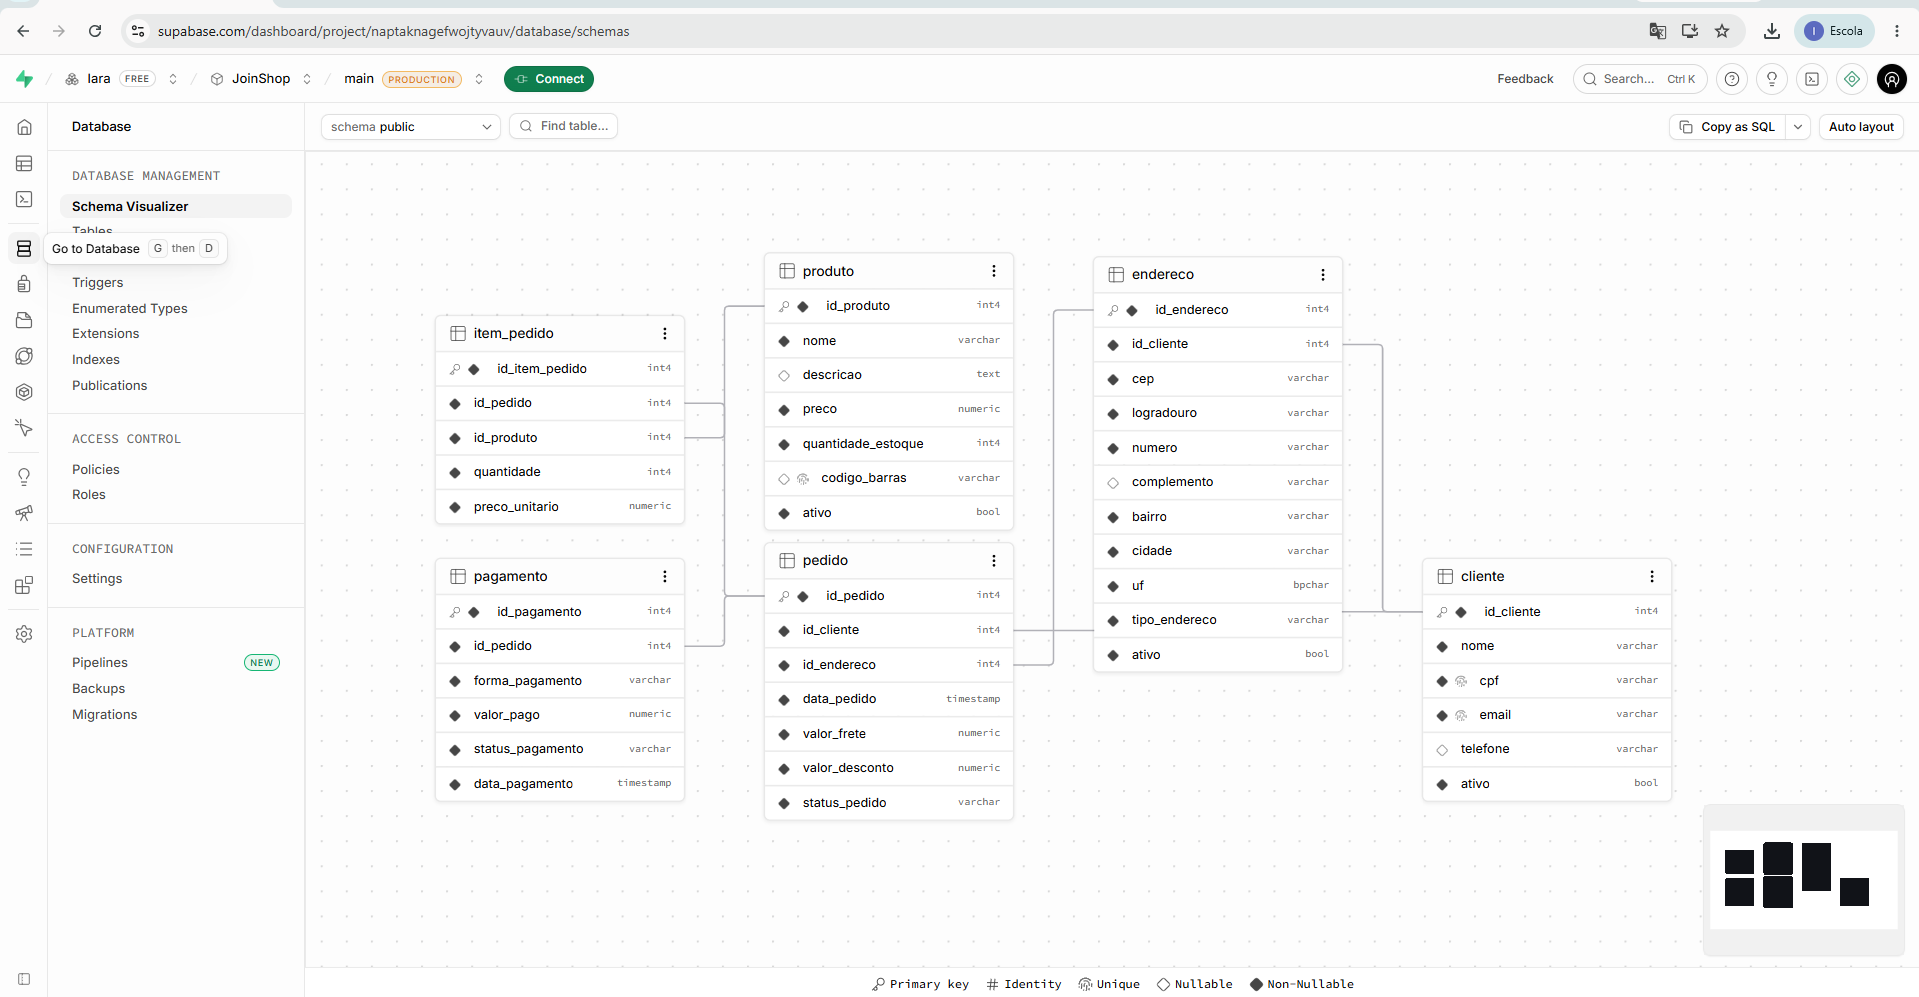 supabase.com/dashboard/project/naptaknagefwojtyvauv/database/schemas
Escola
Iara FREE
JoinShop
main PRODUCTION
Connect
Feedback
Search... Ctrl K
Database
schema public
Find table...
Copy as SQL
Auto layout
DATABASE MANAGEMENT
Schema Visualizer
Tables
Go to Database G then D
Triggers
Enumerated Types
Extensions
Indexes
Publications
ACCESS CONTROL
Policies
Roles
CONFIGURATION
Settings
PLATFORM
Pipelines NEW
Backups
Migrations
item_pedido
id_item_pedido int4
id_pedido int4
id_produto int4
quantidade int4
preco_unitario numeric
pagamento
id_pagamento int4
id_pedido int4
forma_pagamento varchar
valor_pago numeric
status_pagamento varchar
data_pagamento timestamp
produto
id_produto int4
nome varchar
descricao text
preco numeric
quantidade_estoque int4
codigo_barras varchar
ativo bool
pedido
id_pedido int4
id_cliente int4
id_endereco int4
data_pedido timestamp
valor_frete numeric
valor_desconto numeric
status_pedido varchar
endereco
id_endereco int4
id_cliente int4
cep varchar
logradouro varchar
numero varchar
complemento varchar
bairro varchar
cidade varchar
uf bpchar
tipo_endereco varchar
ativo bool
cliente
id_cliente int4
nome varchar
cpf varchar
email varchar
telefone varchar
ativo bool
Primary key
Identity
Unique
Nullable
Non-Nullable